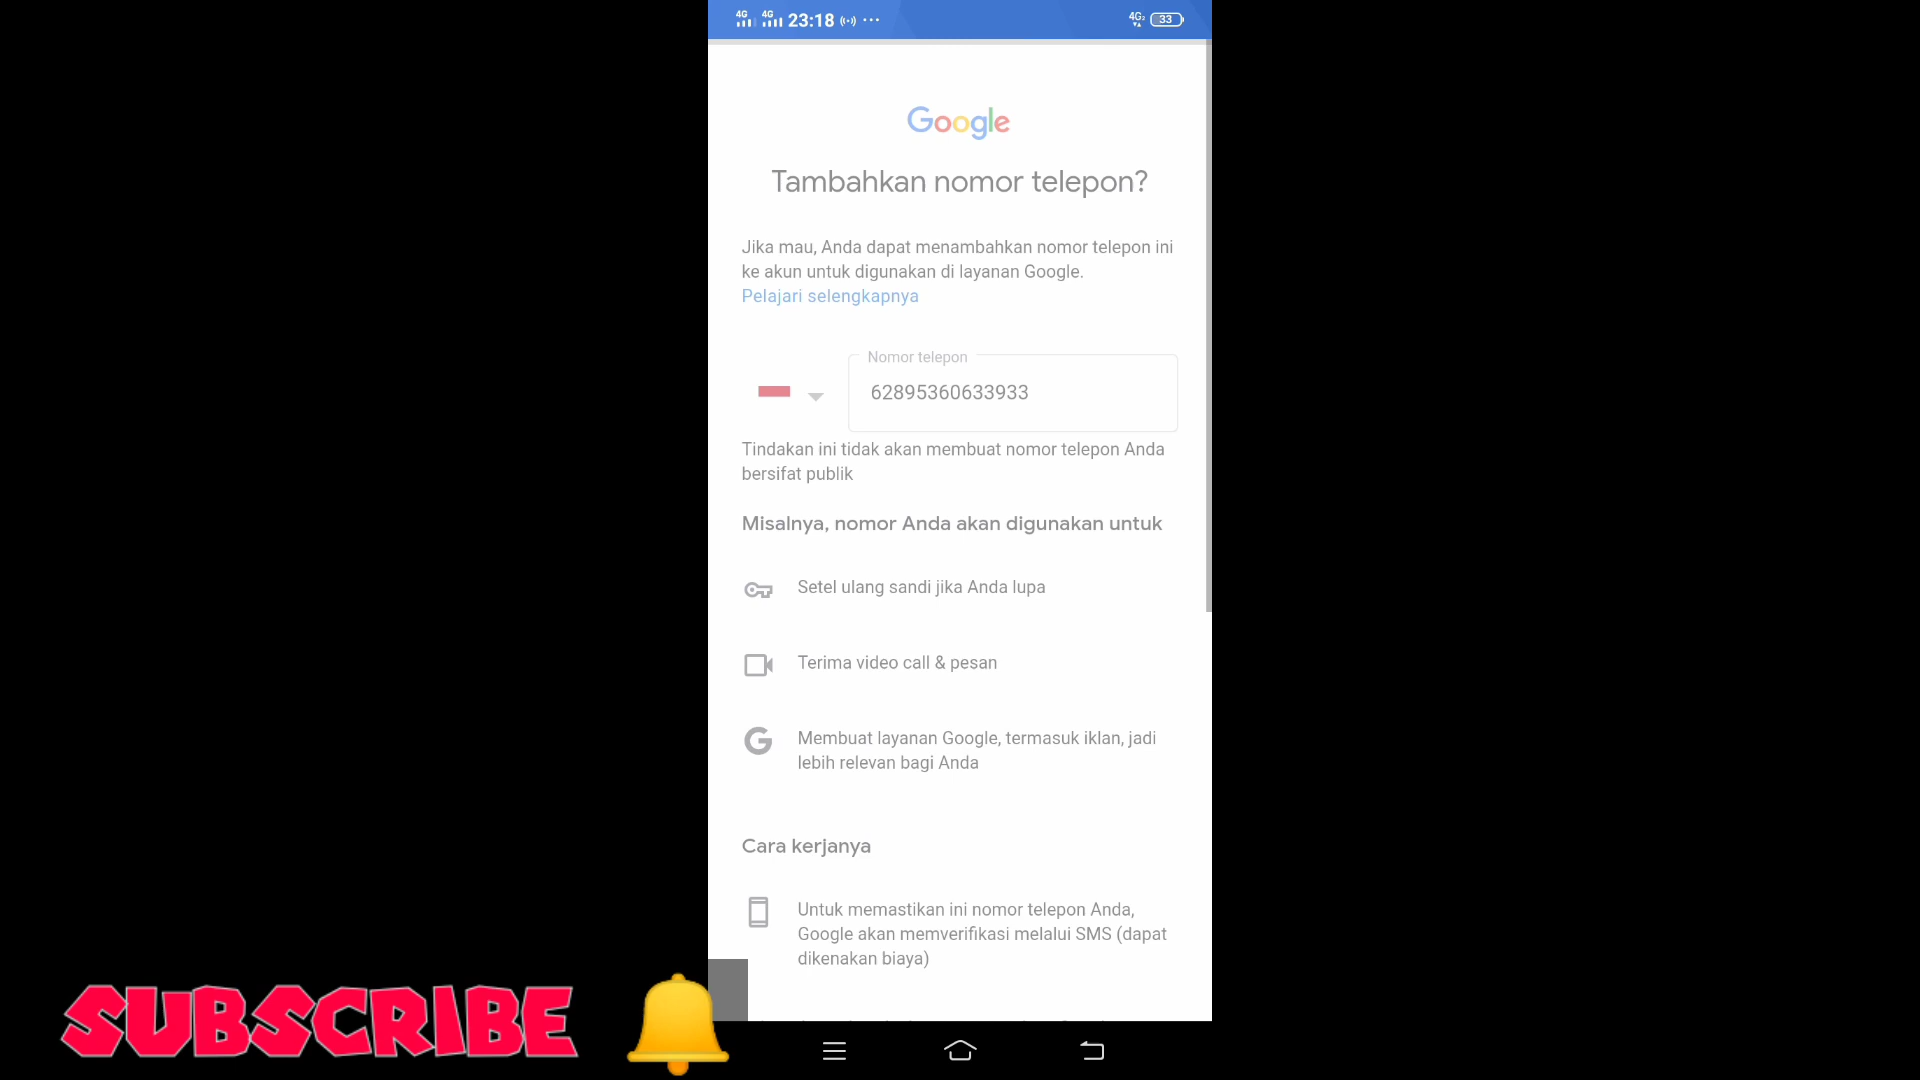 4G 4G 23:18
4G 33
Google
Tambahkan nomor telepon?
Jika mau, Anda dapat menambahkan nomor telepon ini
ke akun untuk digunakan di layanan Google.
Pelajari selengkapnya
Nomor telepon
62895360633933
Tindakan ini tidak akan membuat nomor telepon Anda
bersifat publik
Misalnya, nomor Anda akan digunakan untuk
Setel ulang sandi jika Anda lupa
Terima video call & pesan
Membuat layanan Google, termasuk iklan, jadi
lebih relevan bagi Anda
Cara kerjanya
Untuk memastikan ini nomor telepon Anda,
Google akan memverifikasi melalui SMS (dapat
dikenakan biaya)
SUBSCRIBE